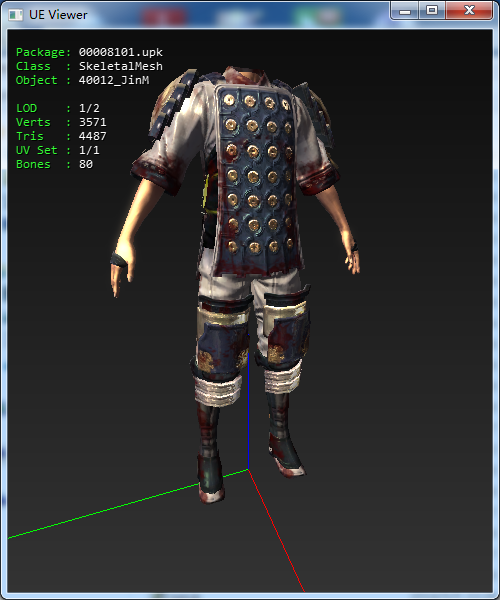 UE Viewer
Package: 00008101.upk
Class : SkeletalMesh
Object : 40012_JinM
LOD : 1/2
Verts : 3571
Tris : 4487
UV Set : 1/1
Bones : 80